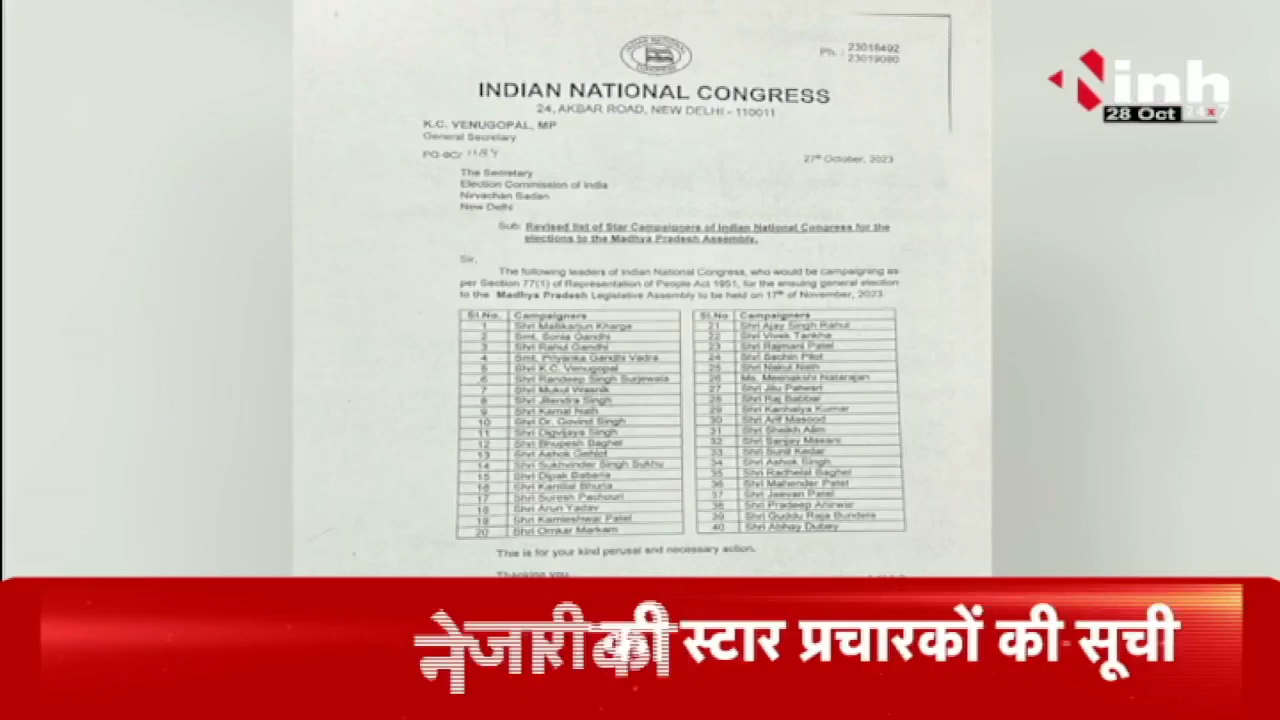 Ph. : 23018492
23019080
inh
24x7
28 Oct
INDIAN NATIONAL CONGRESS
24, AKBAR ROAD, NEW DELHI - 110011
K.C. VENUGOPAL, MP
General Secretary
27th October, 2023
The Secretary
Election Commission of India
Nirvachan Sadan
New Delhi
Sub: Revised list of Star Campaigners of Indian National Congress for the
elections to the Madhya Pradesh Assembly.
Sir,
The following leaders of Indian National Congress, who would be campaigning as
per Section 77(1) of Representation of People Act 1951, for the ensuing general election
to the Madhya Pradesh Legislative Assembly to be held on 17th of November, 2023.
Sl.No. Campaigners
1 Shri Mallikarjun Kharge
2 Smt. Sonia Gandhi
3 Shri Rahul Gandhi
4 Smt. Priyanka Gandhi Vadra
5 Shri K.C. Venugopal
6 Shri Randeep Singh Surjewala
7 Shri Mukul Wasnik
8 Shri Jitendra Singh
9 Shri Kamal Nath
10 Shri Dr. Govind Singh
11 Shri Digvijaya Singh
12 Shri Bhupesh Baghel
13 Shri Ashok Gehlot
14 Shri Sukhvinder Singh Sukhu
15 Shri Dipak Babaria
16 Shri Kantilal Bhuria
17 Shri Suresh Pachouri
18 Shri Arun Yadav
19 Shri Kamleshwar Patel
20 Shri Omkar Markam
Sl.No Campaigners
21 Shri Ajay Singh Rahul
22 Shri Vivek Tankha
23 Shri Rajmani Patel
24 Shri Sachin Pilot
25 Shri Nakul Nath
26 Ms. Meenakshi Natarajan
27 Shri Jitu Patwari
28 Shri Raj Babbar
29 Shri Kanhaiya Kumar
30 Shri Arif Masood
31 Shri Sheikh Alim
32 Shri Sanjay Masani
33 Shri Sunil Kedar
34 Shri Ashok Singh
35 Shri Radhelal Baghel
36 Shri Mahender Patel
37 Shri Jeevan Patel
38 Shri Pradeep Ahirwar
39 Shri Guddu Raja Bundela
40 Shri Abhay Dubey
This is for your kind perusal and necessary action.
Thanking you,
स्टार प्रचारकों की सूची